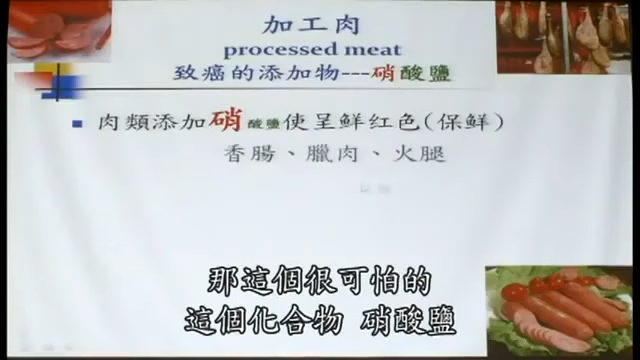 加工肉
processed meat
致癌的添加物---硝酸鹽
肉類添加硝酸鹽使呈鮮红色(保鮮)
香腸、臘肉、火腿
那這個很可怕的
這個化合物 硝酸鹽